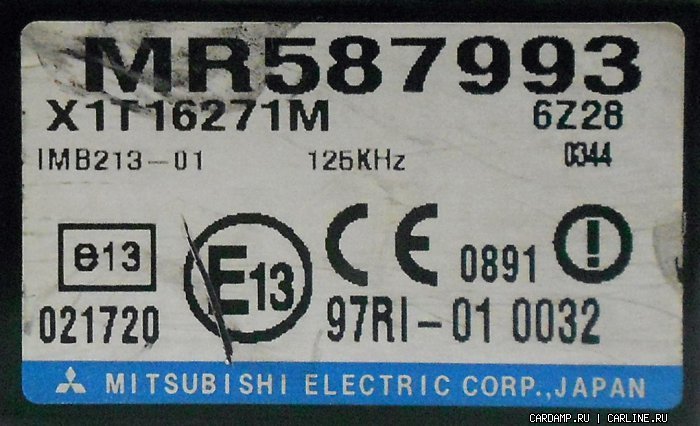 MR587993
X1T16271M 6Z28
IMB213-01 125KHz 0344
e13 E13 CE 0891 !
021720 97RI-01 0032
MITSUBISHI ELECTRIC CORP.,JAPAN
CARDAMP.RU | CARLINE.RU